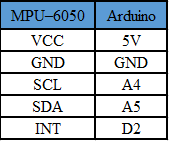 MPU–6050 Arduino
VCC 5V
GND GND
SCL A4
SDA A5
INT D2